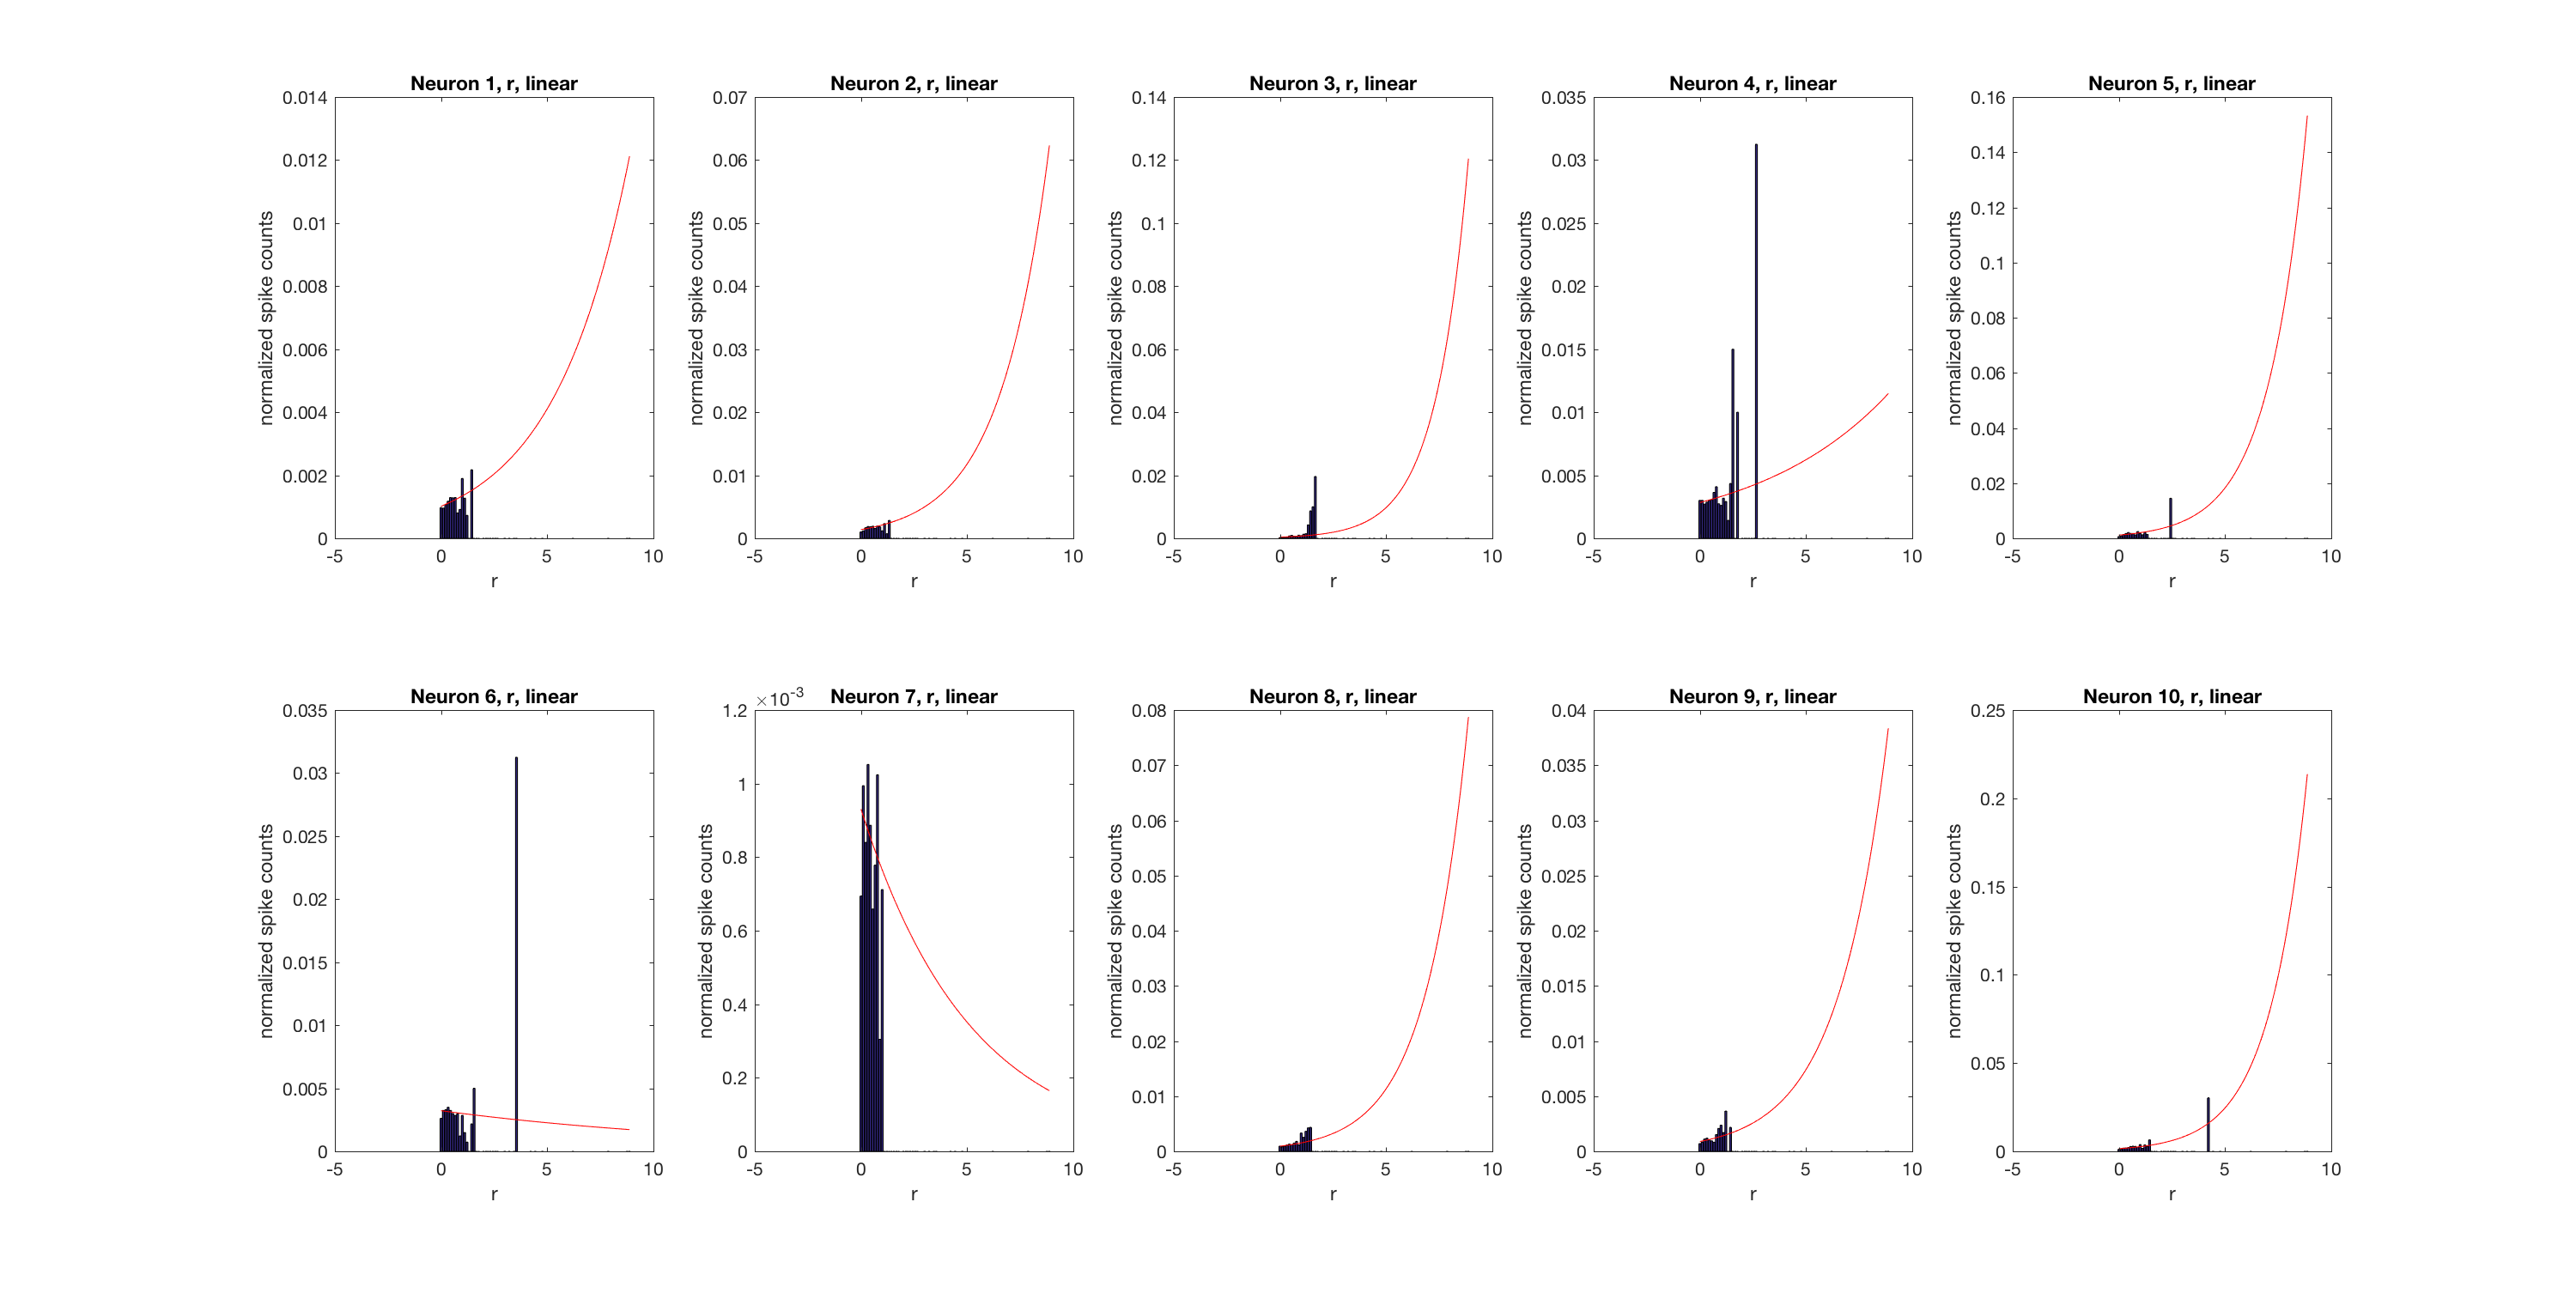 Neuron 1, r, linear
0.014
0.012
0.01
0.008
0.006
0.004
0.002
0
normalized spike counts
-5 0 5 10
r
Neuron 2, r, linear
0.07
0.06
0.05
0.04
0.03
0.02
0.01
0
normalized spike counts
-5 0 5 10
r
Neuron 3, r, linear
0.14
0.12
0.1
0.08
0.06
0.04
0.02
0
normalized spike counts
-5 0 5 10
r
Neuron 4, r, linear
0.035
0.03
0.025
0.02
0.015
0.01
0.005
0
normalized spike counts
-5 0 5 10
r
Neuron 5, r, linear
0.16
0.14
0.12
0.1
0.08
0.06
0.04
0.02
0
normalized spike counts
-5 0 5 10
r
Neuron 6, r, linear
0.035
0.03
0.025
0.02
0.015
0.01
0.005
0
normalized spike counts
-5 0 5 10
r
×10⁻³ Neuron 7, r, linear
1.2
1
0.8
0.6
0.4
0.2
0
normalized spike counts
-5 0 5 10
r
Neuron 8, r, linear
0.08
0.07
0.06
0.05
0.04
0.03
0.02
0.01
0
normalized spike counts
-5 0 5 10
r
Neuron 9, r, linear
0.04
0.035
0.03
0.025
0.02
0.015
0.01
0.005
0
normalized spike counts
-5 0 5 10
r
Neuron 10, r, linear
0.25
0.2
0.15
0.1
0.05
0
normalized spike counts
-5 0 5 10
r